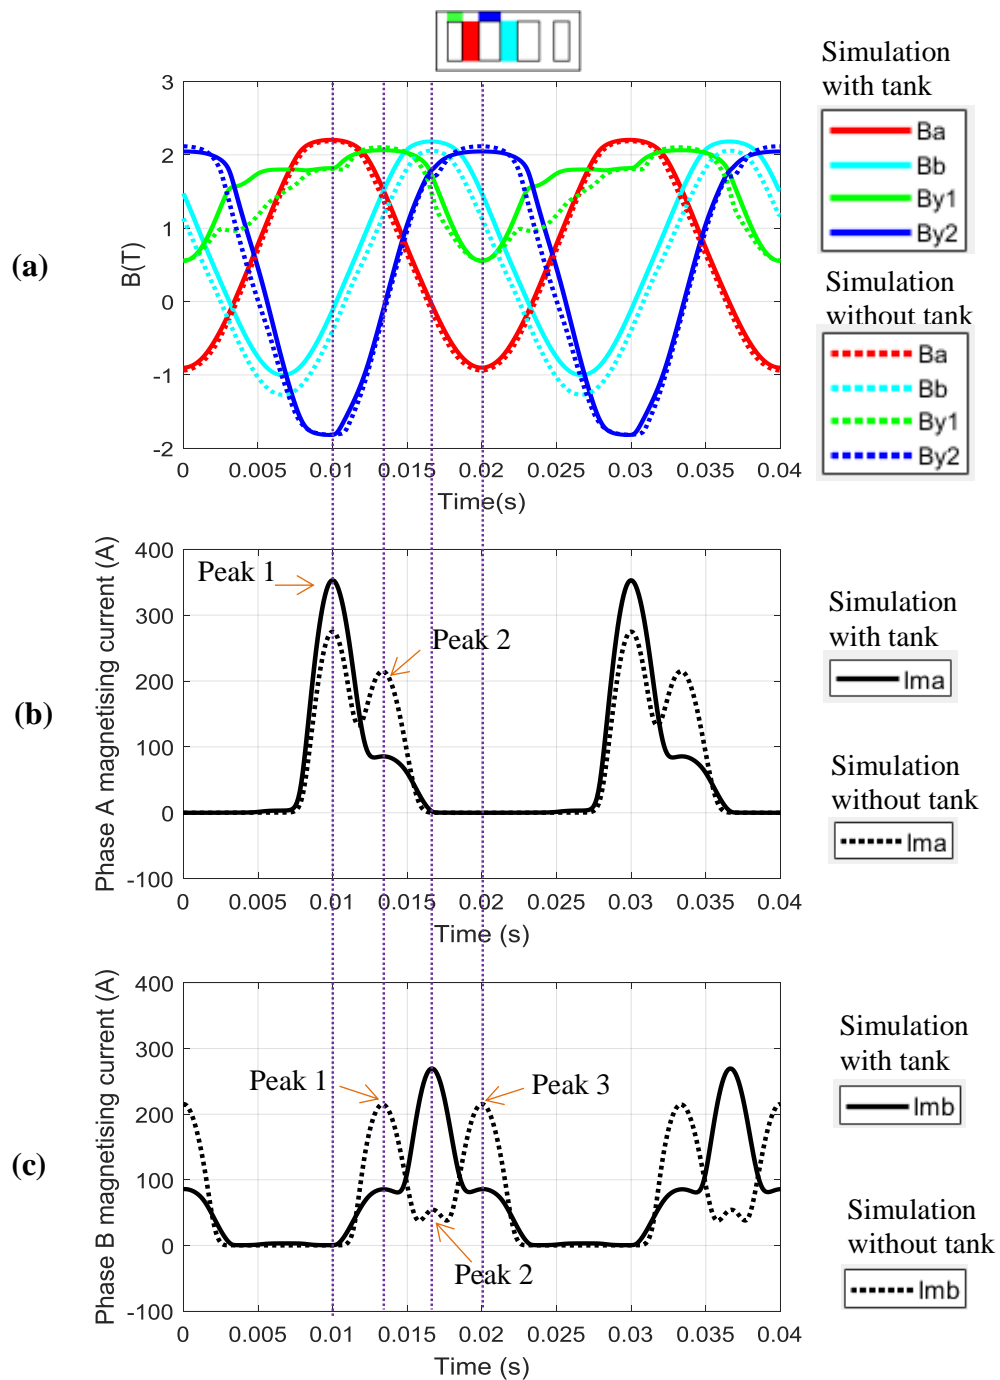 Simulation
with tank
Ba
Bb
By1
By2
Simulation
without tank
Ba
Bb
By1
By2
(a)
B(T)
3
2
1
0
-1
-2
0
0.005
0.01
0.015
0.02
0.025
0.03
0.035
0.04
Time(s)
(b)
Phase A magnetising current (A)
400
300
200
100
0
-100
Peak 1
Peak 2
0
0.005
0.01
0.015
0.02
0.025
0.03
0.035
0.04
Time (s)
Simulation
with tank
Ima
Simulation
without tank
Ima
(c)
Phase B magnetising current (A)
400
300
200
100
0
-100
Peak 1
Peak 3
Peak 2
0
0.005
0.01
0.015
0.02
0.025
0.03
0.035
0.04
Time (s)
Simulation
with tank
Imb
Simulation
without tank
Imb